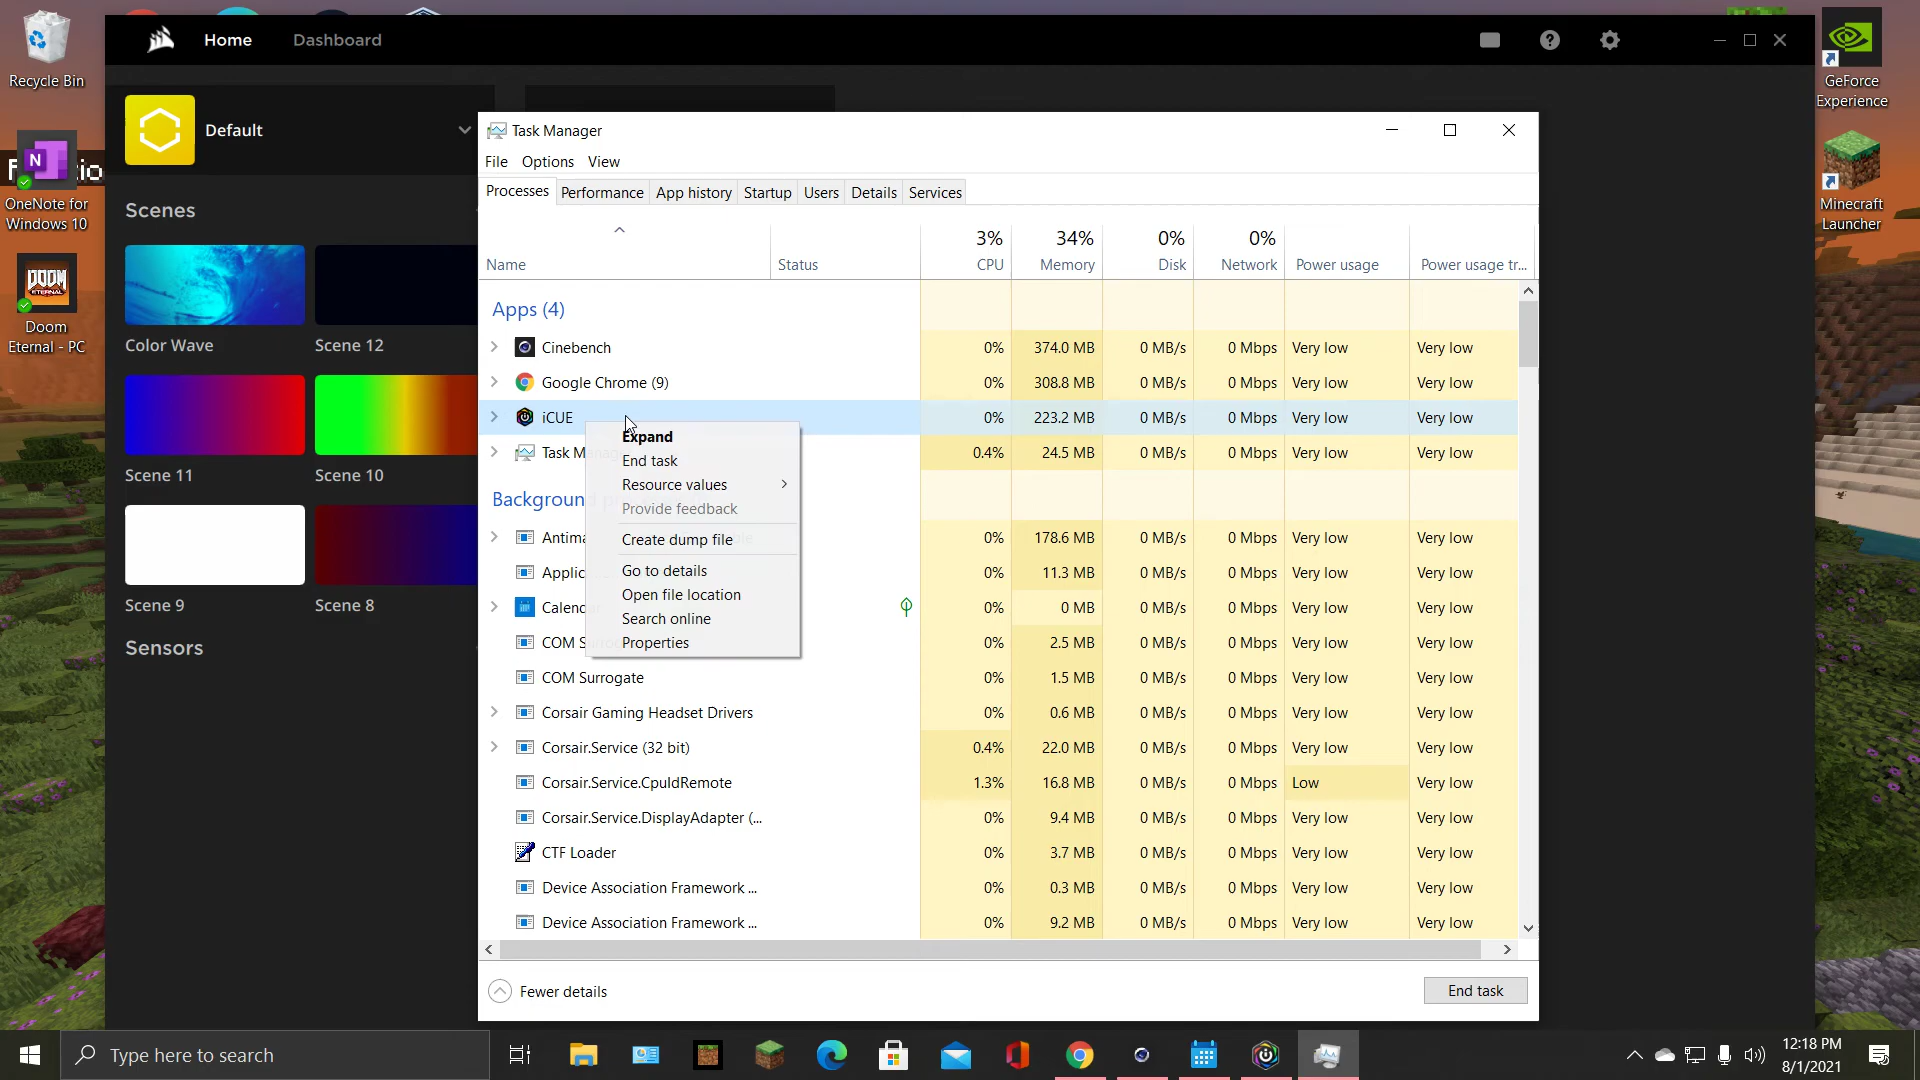 Recycle Bin
OneNote for
Windows 10
DOOM
ETERNAL
Doom
Eternal - PC
Home
Dashboard
Default
Scenes
Color Wave
Scene 12
Scene 11
Scene 10
Scene 9
Scene 8
Sensors
GeForce
Experience
Minecraft
Launcher
Task Manager
File Options View
Processes Performance App history Startup Users Details Services
3% 34% 0% 0%
Name Status CPU Memory Disk Network Power usage Power usage tr...
Apps (4)
Cinebench 0% 374.0 MB 0 MB/s 0 Mbps Very low Very low
Google Chrome (9) 0% 308.8 MB 0 MB/s 0 Mbps Very low Very low
iCUE 0% 223.2 MB 0 MB/s 0 Mbps Very low Very low
Task Manager 0.4% 24.5 MB 0 MB/s 0 Mbps Very low Very low
Background
Antima 0% 178.6 MB 0 MB/s 0 Mbps Very low Very low
Applic 0% 11.3 MB 0 MB/s 0 Mbps Very low Very low
Calend 0% 0 MB 0 MB/s 0 Mbps Very low Very low
COM S 0% 2.5 MB 0 MB/s 0 Mbps Very low Very low
COM Surrogate 0% 1.5 MB 0 MB/s 0 Mbps Very low Very low
Corsair Gaming Headset Drivers 0% 0.6 MB 0 MB/s 0 Mbps Very low Very low
Corsair.Service (32 bit) 0.4% 22.0 MB 0 MB/s 0 Mbps Very low Very low
Corsair.Service.CpuIdRemote 1.3% 16.8 MB 0 MB/s 0 Mbps Low Very low
Corsair.Service.DisplayAdapter (... 0% 9.4 MB 0 MB/s 0 Mbps Very low Very low
CTF Loader 0% 3.7 MB 0 MB/s 0 Mbps Very low Very low
Device Association Framework ... 0% 0.3 MB 0 MB/s 0 Mbps Very low Very low
Device Association Framework ... 0% 9.2 MB 0 MB/s 0 Mbps Very low Very low
Expand
End task
Resource values
Provide feedback
Create dump file
Go to details
Open file location
Search online
Properties
Fewer details
End task
Type here to search
12:18 PM
8/1/2021